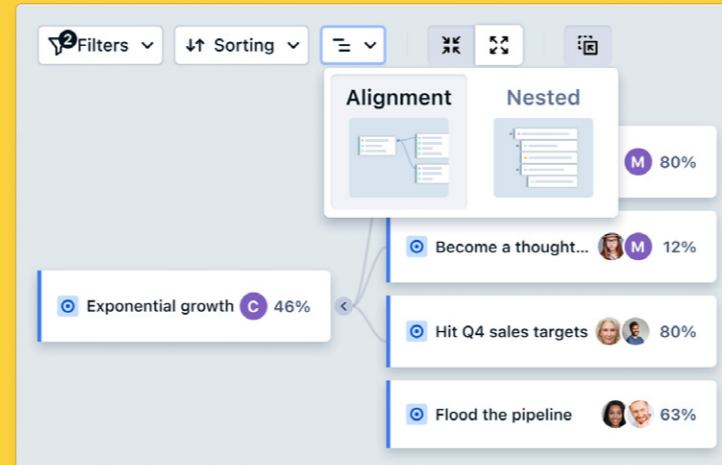 2
Filters
Sorting
Alignment
Nested
M 80%
Become a thought... M 12%
Exponential growth C 46%
Hit Q4 sales targets 80%
Flood the pipeline 63%